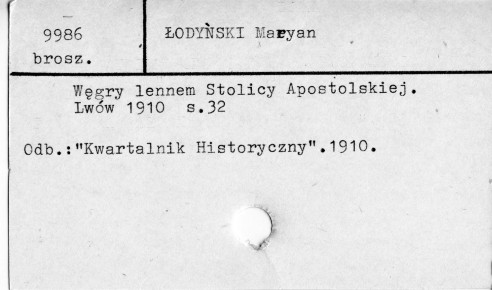 9986 ŁODYŃSKI Maryan
brosz.
Węgry lennem Stolicy Apostolskiej.
Lwów 1910 s.32
Odb.:"Kwartalnik Historyczny".1910.